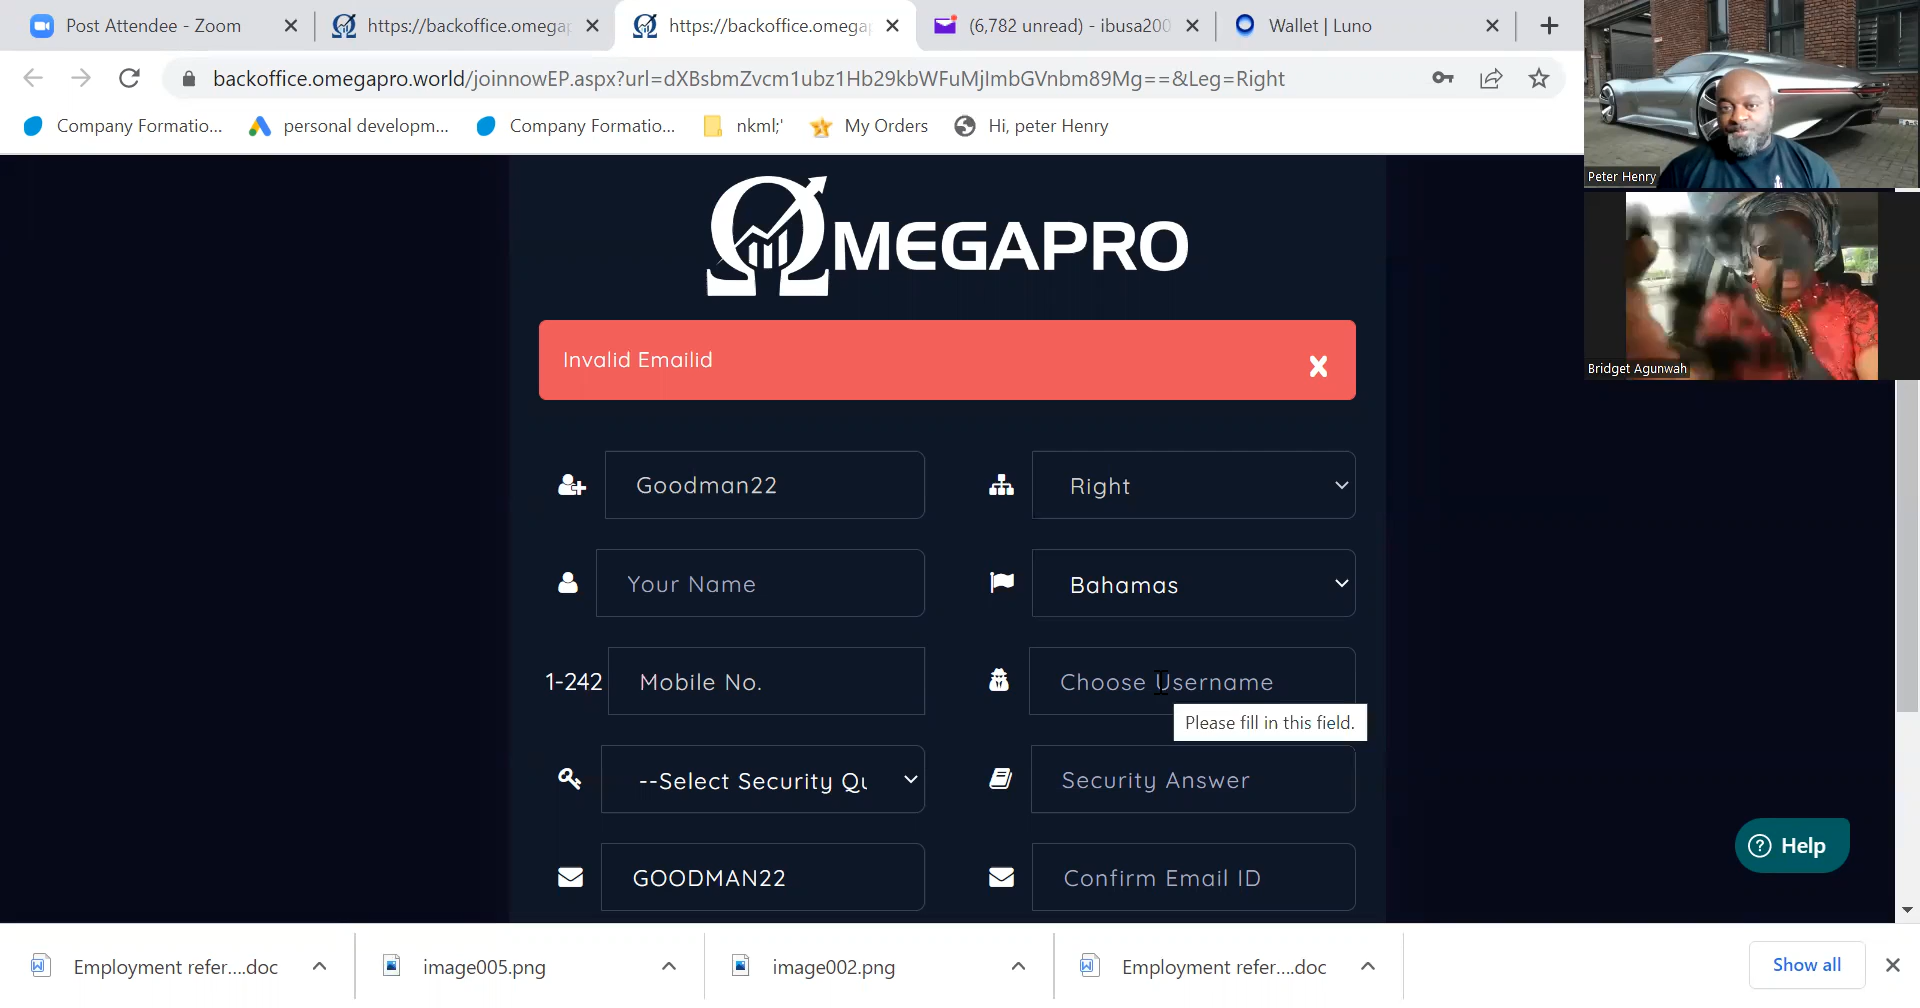 Post Attendee - Zoom
https://backoffice.omegap
https://backoffice.omegap
(6,782 unread) - ibusa200
Wallet | Luno
backoffice.omegapro.world/joinnowEP.aspx?url=dXBsbmZvcm1ubz1Hb29kbWFuMjImbGVnbm89Mg==&Leg=Right
Company Formatio...
personal developm...
Company Formatio...
nkml;'
My Orders
Hi, peter Henry
Peter Henry
OMEGAPRO
Bridget Agunwah
Invalid Emailid
x
Goodman22
Right
Your Name
Bahamas
1-242
Mobile No.
Choose Username
Please fill in this field.
--Select Security Qu
Security Answer
Help
GOODMAN22
Confirm Email ID
Employment refer....doc
image005.png
image002.png
Employment refer....doc
Show all